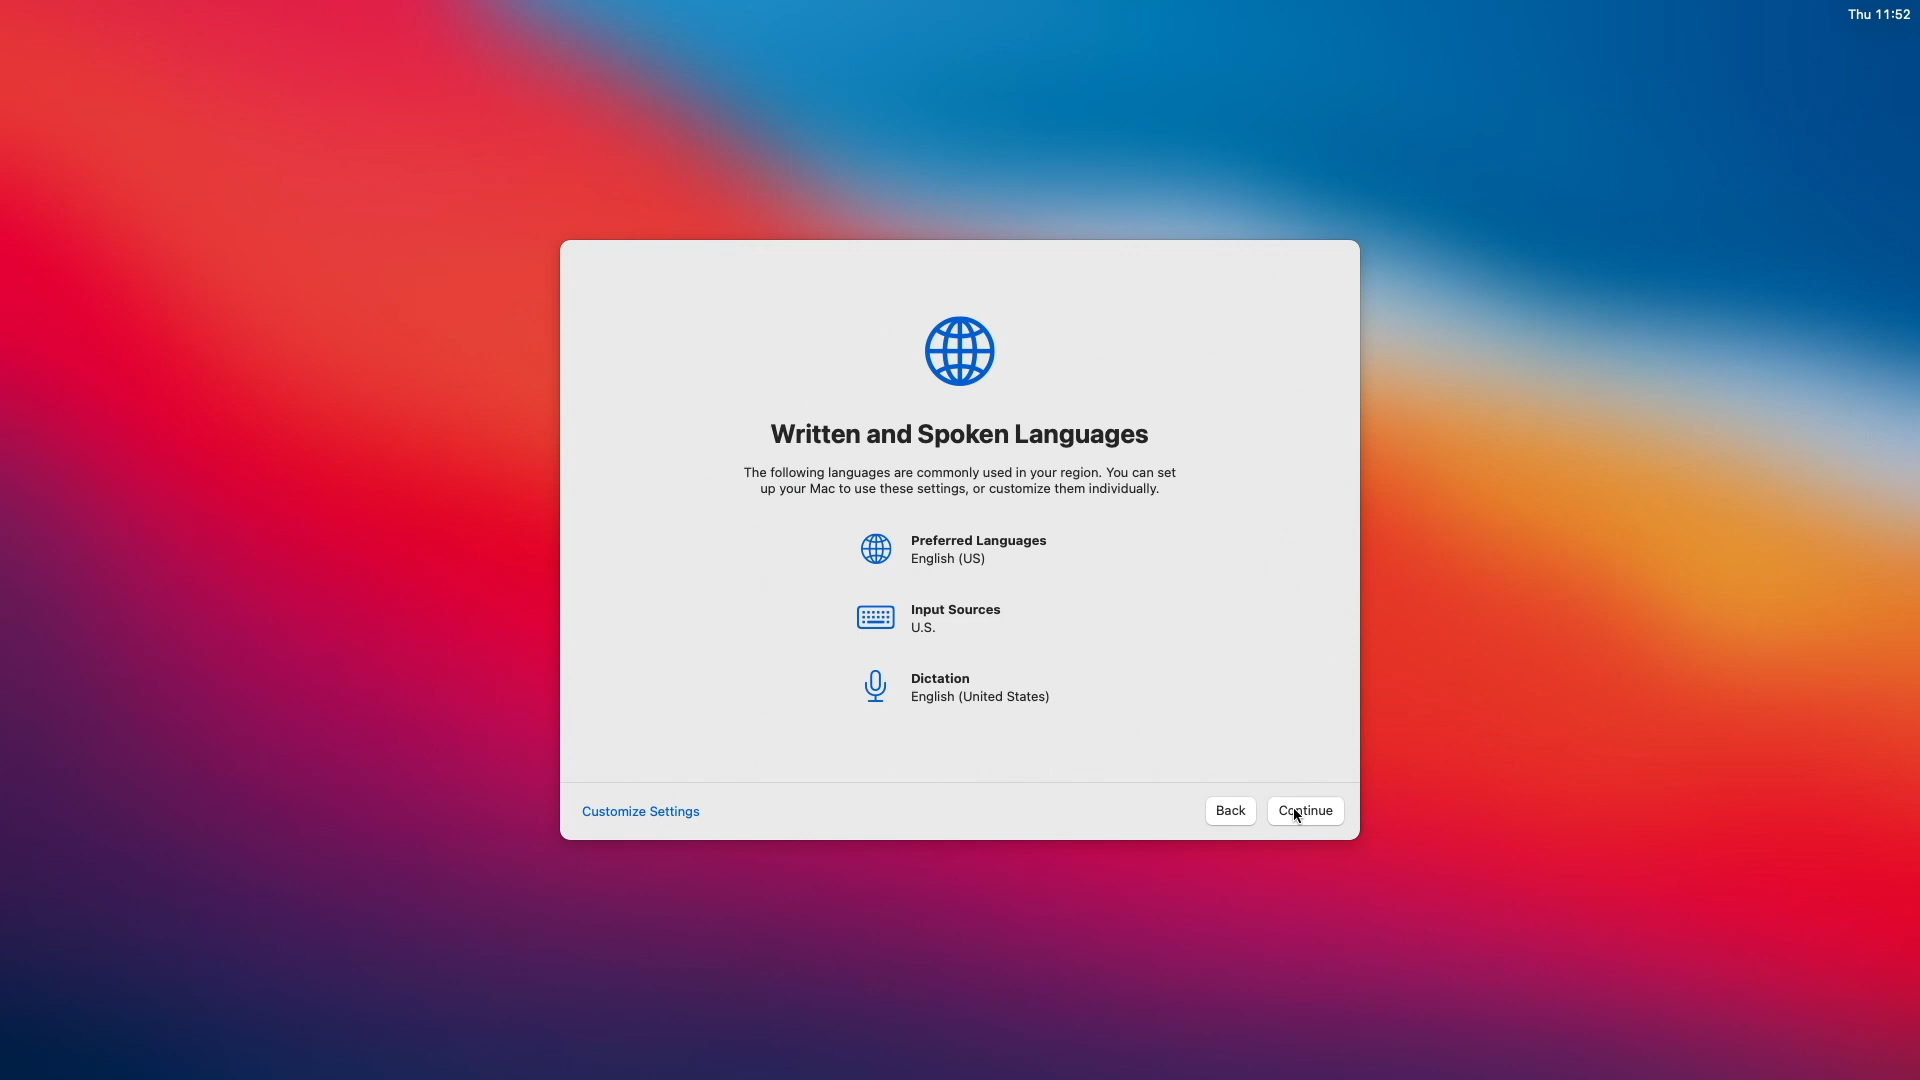 Thu 11:52
Written and Spoken Languages
The following languages are commonly used in your region. You can set
up your Mac to use these settings, or customize them individually.
Preferred Languages
English (US)
Input Sources
U.S.
Dictation
English (United States)
Customize Settings
Back
Continue